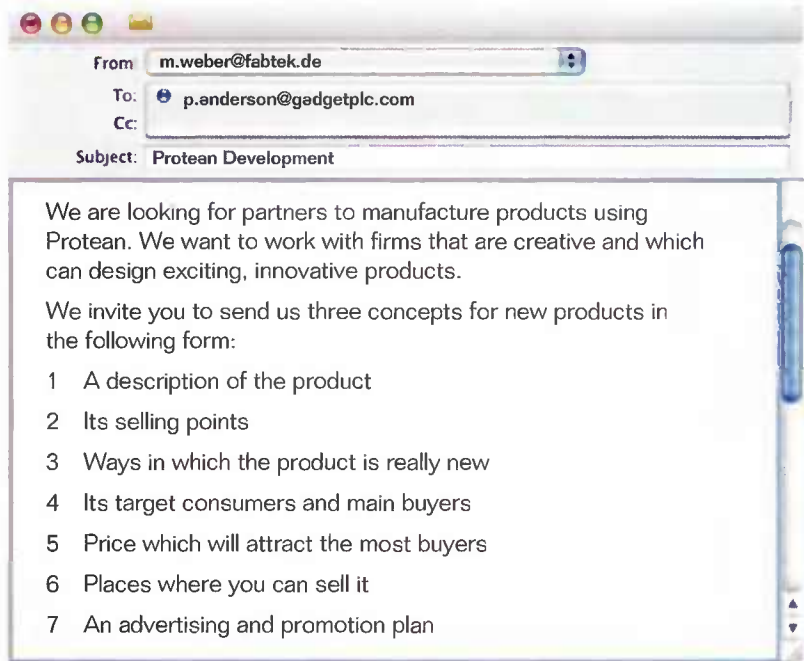 From m.weber@fabtek.de
To: p.anderson@gadgetplc.com
Cc:
Subject: Protean Development
We are looking for partners to manufacture products using
Protean. We want to work with firms that are creative and which
can design exciting, innovative products.
We invite you to send us three concepts for new products in
the following form:
1 A description of the product
2 Its selling points
3 Ways in which the product is really new
4 Its target consumers and main buyers
5 Price which will attract the most buyers
6 Places where you can sell it
7 An advertising and promotion plan